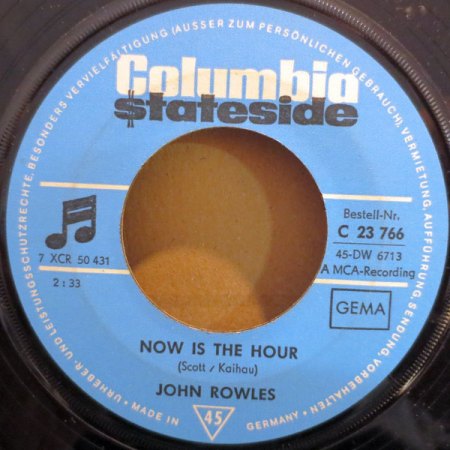 Columbia
$tateside
URHEBER UND LEISTUNGSSCHUTZRECHTE, BESONDERS VERVIELFÄLTIGUNG (AUSSER ZUM PERSÖNLICHEN GEBRAUCH), VERMIETUNG, AUFFÜHRUNG, SENDUNG VORBEHALTEN
Bestell-Nr.
C 23 766
7 XCR 50 431
45-DW 6713
A MCA-Recording
2:33
GEMA
NOW IS THE HOUR
(Scott / Kaihau)
JOHN ROWLES
MADE IN 45 GERMANY